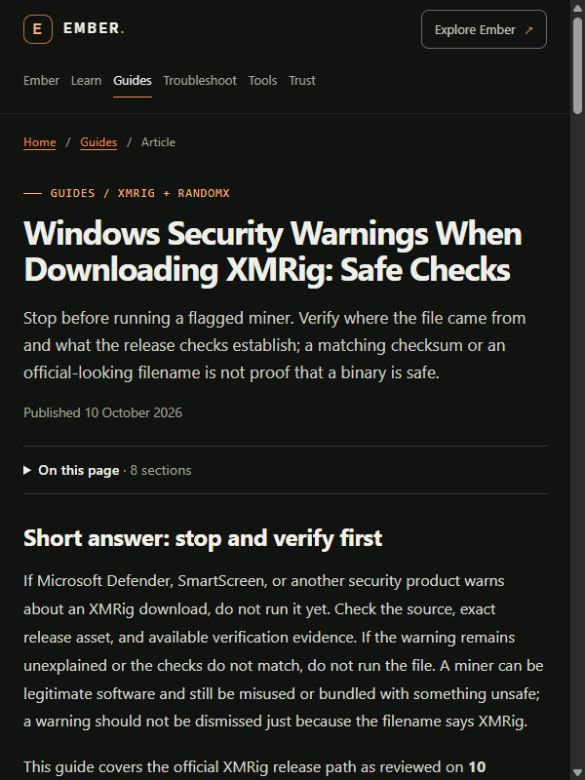 E EMBER.
Explore Ember ↗
Ember Learn Guides Troubleshoot Tools Trust
Home / Guides / Article
GUIDES / XMRIG + RANDOMX
Windows Security Warnings When
Downloading XMRig: Safe Checks
Stop before running a flagged miner. Verify where the file came from
and what the release checks establish; a matching checksum or an
official-looking filename is not proof that a binary is safe.
Published 10 October 2026
On this page · 8 sections
Short answer: stop and verify first
If Microsoft Defender, SmartScreen, or another security product warns
about an XMRig download, do not run it yet. Check the source, exact
release asset, and available verification evidence. If the warning remains
unexplained or the checks do not match, do not run the file. A miner can be
legitimate software and still be misused or bundled with something unsafe;
a warning should not be dismissed just because the filename says XMRig.
This guide covers the official XMRig release path as reviewed on 10